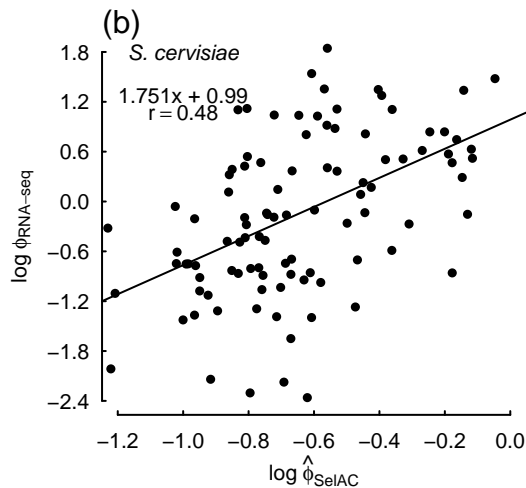 (b)
S. cervisiae
1.751x + 0.99
r = 0.48
log ϕRNA−seq
1.8
1.2
0.6
0.0
−0.6
−1.2
−1.8
−2.4
−1.2 −1.0 −0.8 −0.6 −0.4 −0.2 0.0
log ϕ̂SelAC